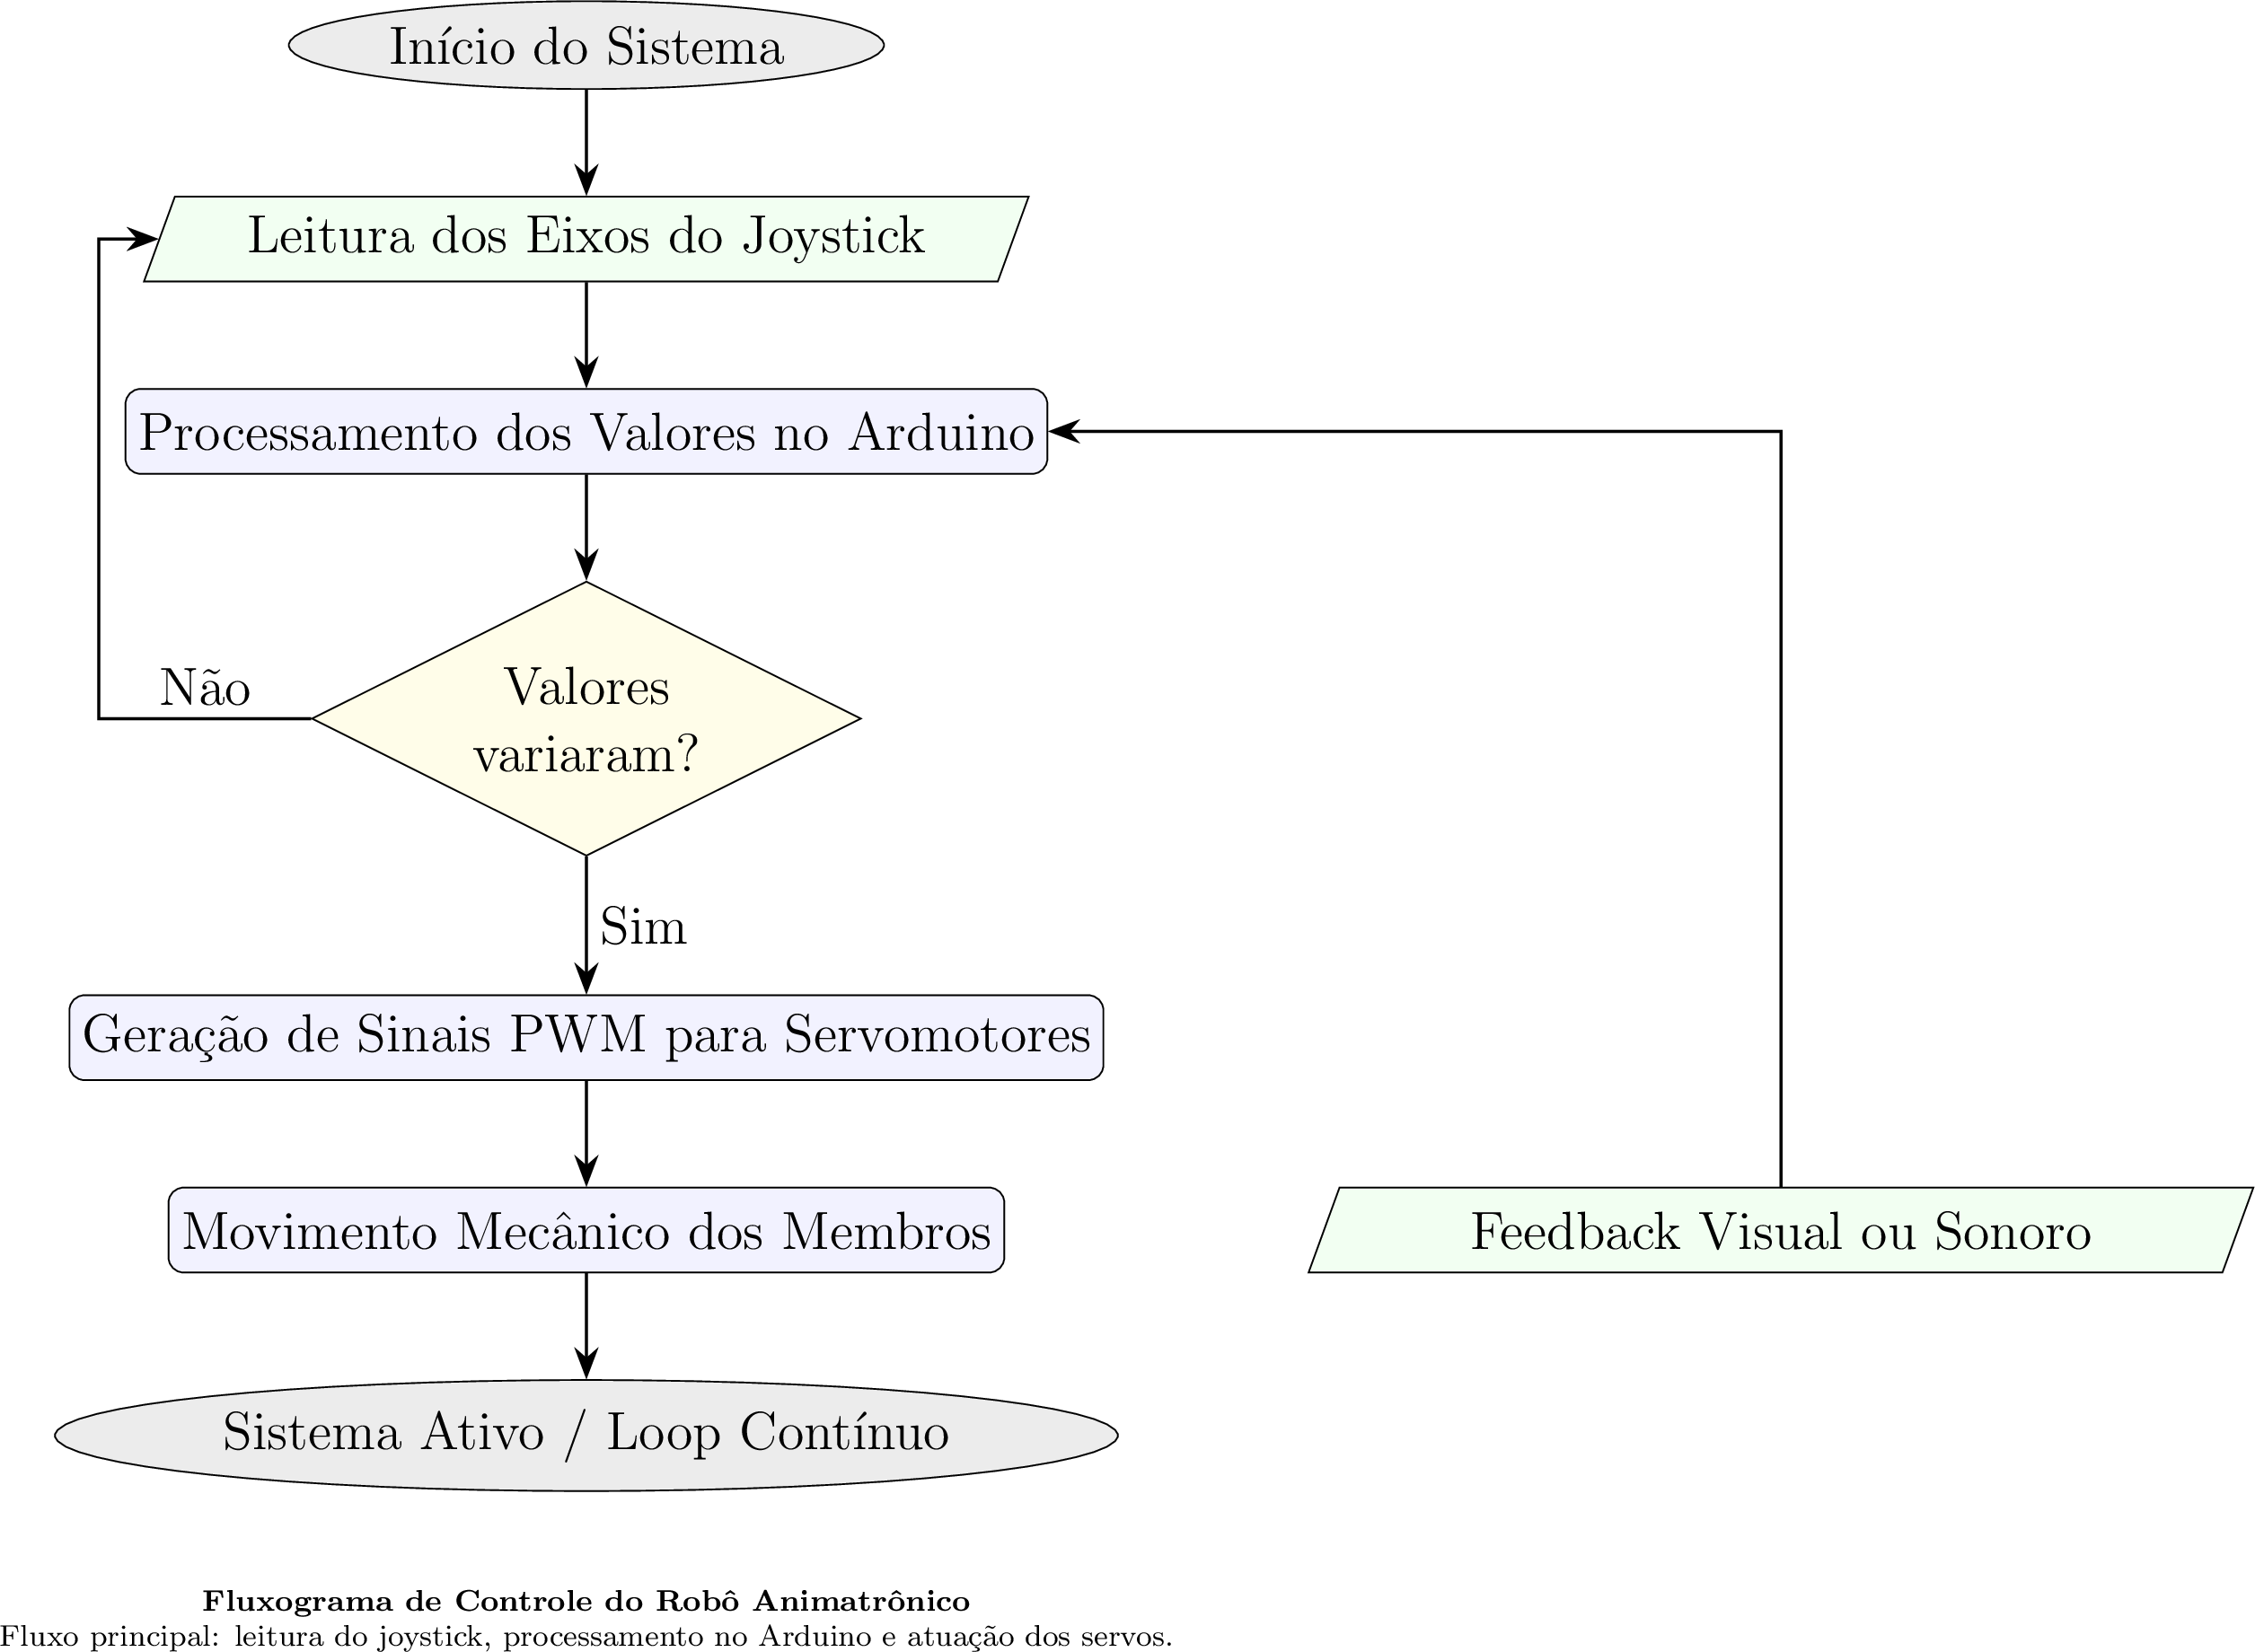 Início do Sistema
Leitura dos Eixos do Joystick
Processamento dos Valores no Arduino
Não
Valores
variaram?
Sim
Geração de Sinais PWM para Servomotores
Movimento Mecânico dos Membros
Feedback Visual ou Sonoro
Sistema Ativo / Loop Contínuo
Fluxograma de Controle do Robô Animatrônico
Fluxo principal: leitura do joystick, processamento no Arduino e atuação dos servos.